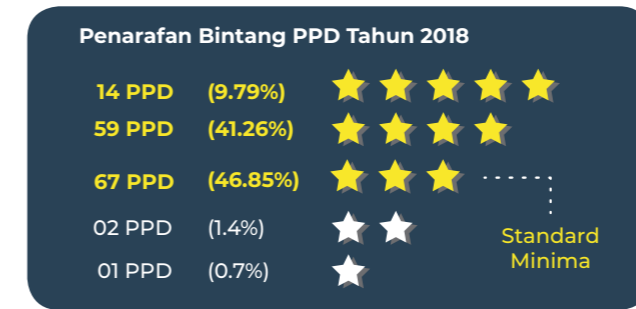 Penarafan Bintang PPD Tahun 2018
14 PPD (9.79%)
59 PPD (41.26%)
67 PPD (46.85%)
02 PPD (1.4%)
01 PPD (0.7%)
Standard
Minima